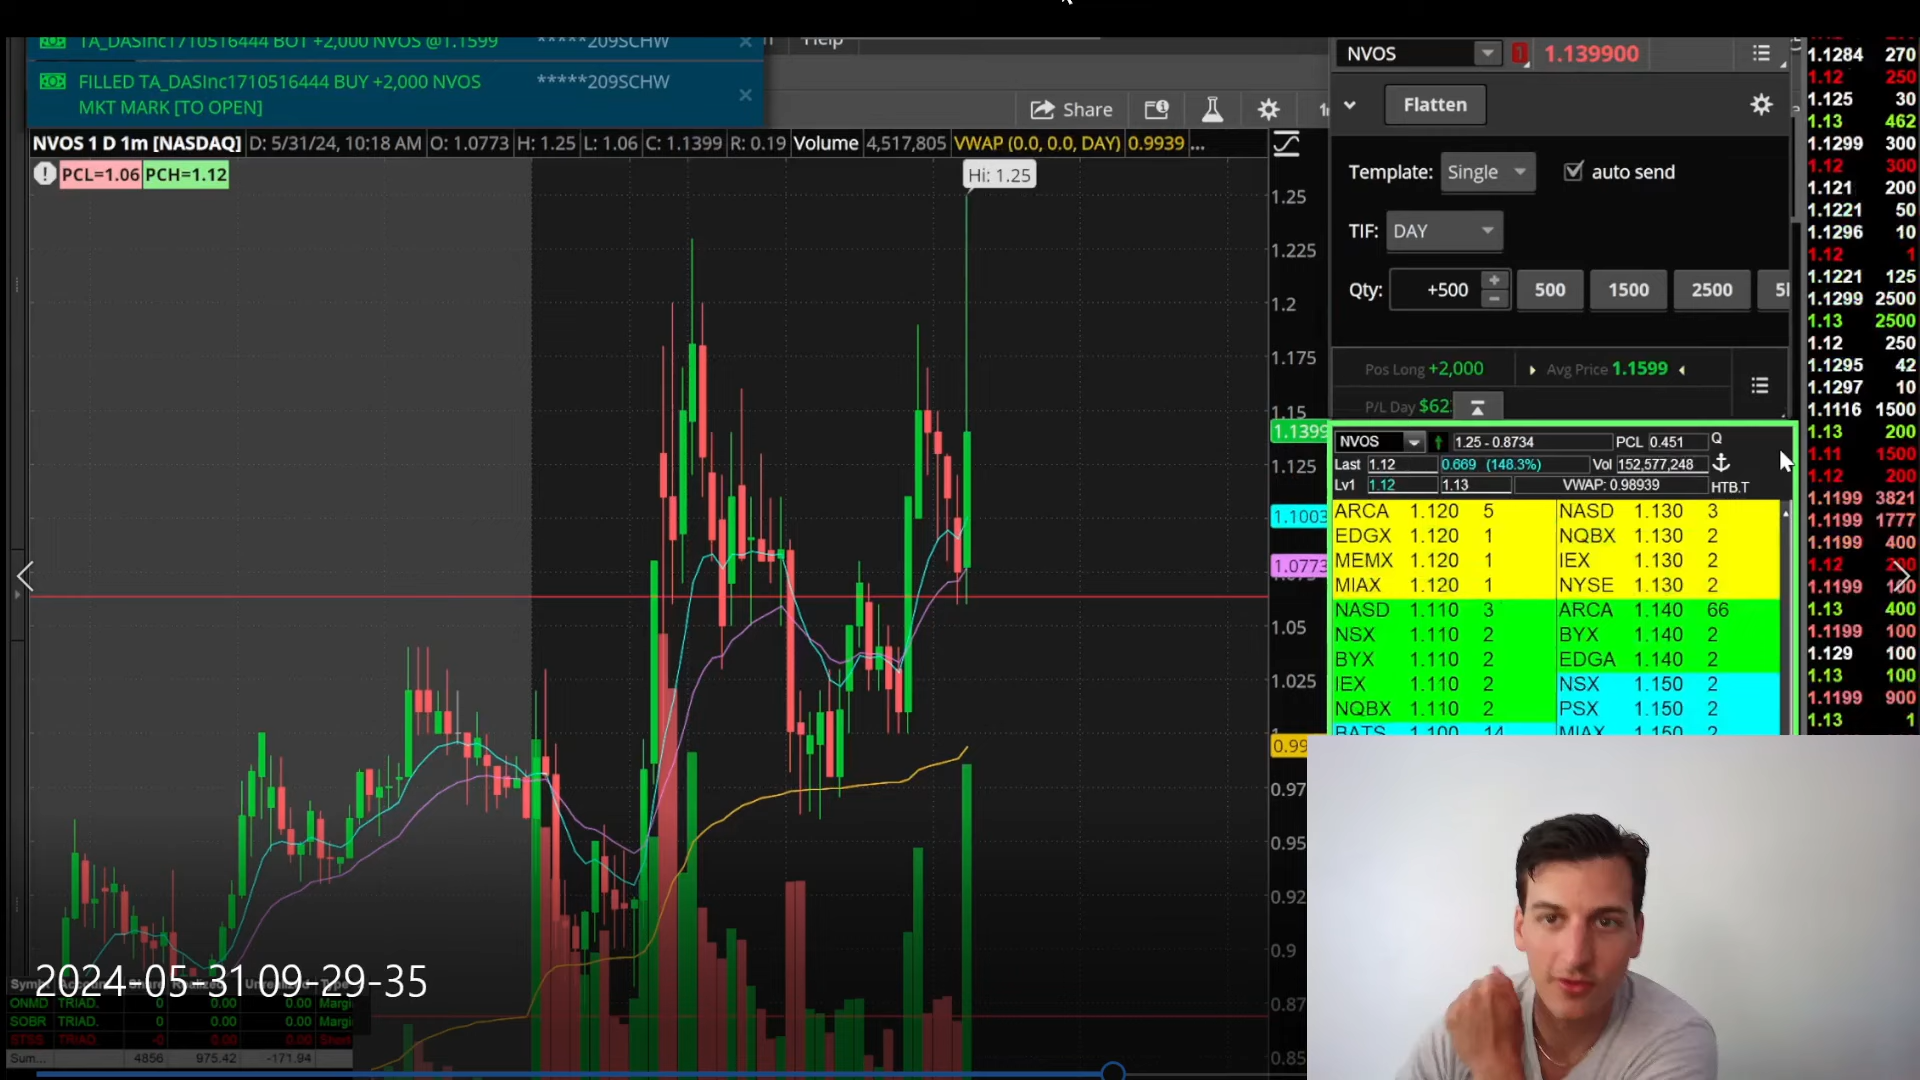 TA_DASInc1710516444 BOT +2,000 NVOS @1.1599 *****209SCHW
Help
FILLED TA_DASInc1710516444 BUY +2,000 NVOS *****209SCHW
MKT MARK [TO OPEN]
Share
NVOS 1 D 1m [NASDAQ] D: 5/31/24, 10:18 AM O: 1.0773 H: 1.25 L: 1.06 C: 1.1399 R: 0.19 Volume 4,517,805 VWAP (0.0, 0.0, DAY) 0.9939 ...
PCL=1.06 PCH=1.12
Hi: 1.25
1.25
1.225
1.2
1.175
1.15
1.1399
1.125
1.1003
1.0773
1.05
1.025
0.99
0.97
0.95
0.92
0.9
0.87
0.85
NVOS 1.139900
Flatten
Template: Single auto send
TIF: DAY
Qty: +500 500 1500 2500
Pos Long +2,000 Avg Price 1.1599
P/L Day $62
NVOS 1.25 - 0.8734 PCL 0.451 Q
Last 1.12 0.669 (148.3%) Vol 152,577,248
Lv1 1.12 1.13 VWAP: 0.98939 HTB.T
ARCA 1.120 5 NASD 1.130 3
EDGX 1.120 1 NQBX 1.130 2
MEMX 1.120 1 IEX 1.130 2
MIAX 1.120 1 NYSE 1.130 2
NASD 1.110 3 ARCA 1.140 66
NSX 1.110 2 BYX 1.140 2
BYX 1.110 2 EDGA 1.140 2
IEX 1.110 2 NSX 1.150 2
NQBX 1.110 2 PSX 1.150 2
BATS 1.100 14 MIAX 1.150 2
1.1284 270
1.12 250
1.125 30
1.13 462
1.1299 300
1.12 300
1.121 200
1.1221 50
1.1296 10
1.12 1
1.1221 125
1.1299 2500
1.13 2500
1.12 250
1.1295 42
1.1297 10
1.1116 1500
1.13 200
1.11 1500
1.12 200
1.1199 3821
1.1199 1777
1.1199 400
1.12 200
1.1199 100
1.13 400
1.1199 100
1.129 100
1.13 100
1.1199 900
1.13 1
2024-05-31 09-29-35
ONMD TRIAD. 0 0.00 0.00 Margi
SOBR TRIAD. 0 0.00 0.00 Margi
TRIAD. -0 0.00 0.00 Short
Sum... 4856 975.42 -171.94